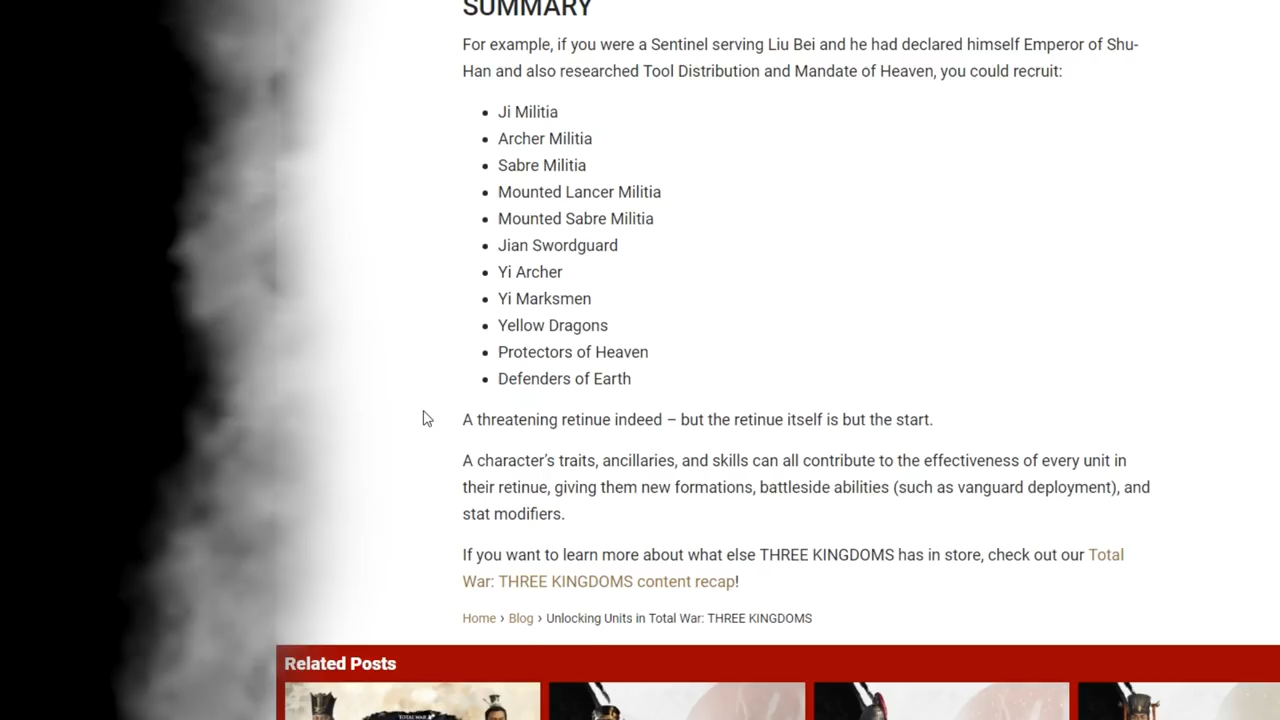 SUMMARY
For example, if you were a Sentinel serving Liu Bei and he had declared himself Emperor of Shu-
Han and also researched Tool Distribution and Mandate of Heaven, you could recruit:
• Ji Militia
• Archer Militia
• Sabre Militia
• Mounted Lancer Militia
• Mounted Sabre Militia
• Jian Swordguard
• Yi Archer
• Yi Marksmen
• Yellow Dragons
• Protectors of Heaven
• Defenders of Earth
A threatening retinue indeed – but the retinue itself is but the start.
A character’s traits, ancillaries, and skills can all contribute to the effectiveness of every unit in
their retinue, giving them new formations, battleside abilities (such as vanguard deployment), and
stat modifiers.
If you want to learn more about what else THREE KINGDOMS has in store, check out our Total
War: THREE KINGDOMS content recap!
Home › Blog › Unlocking Units in Total War: THREE KINGDOMS
Related Posts
TOTAL WAR